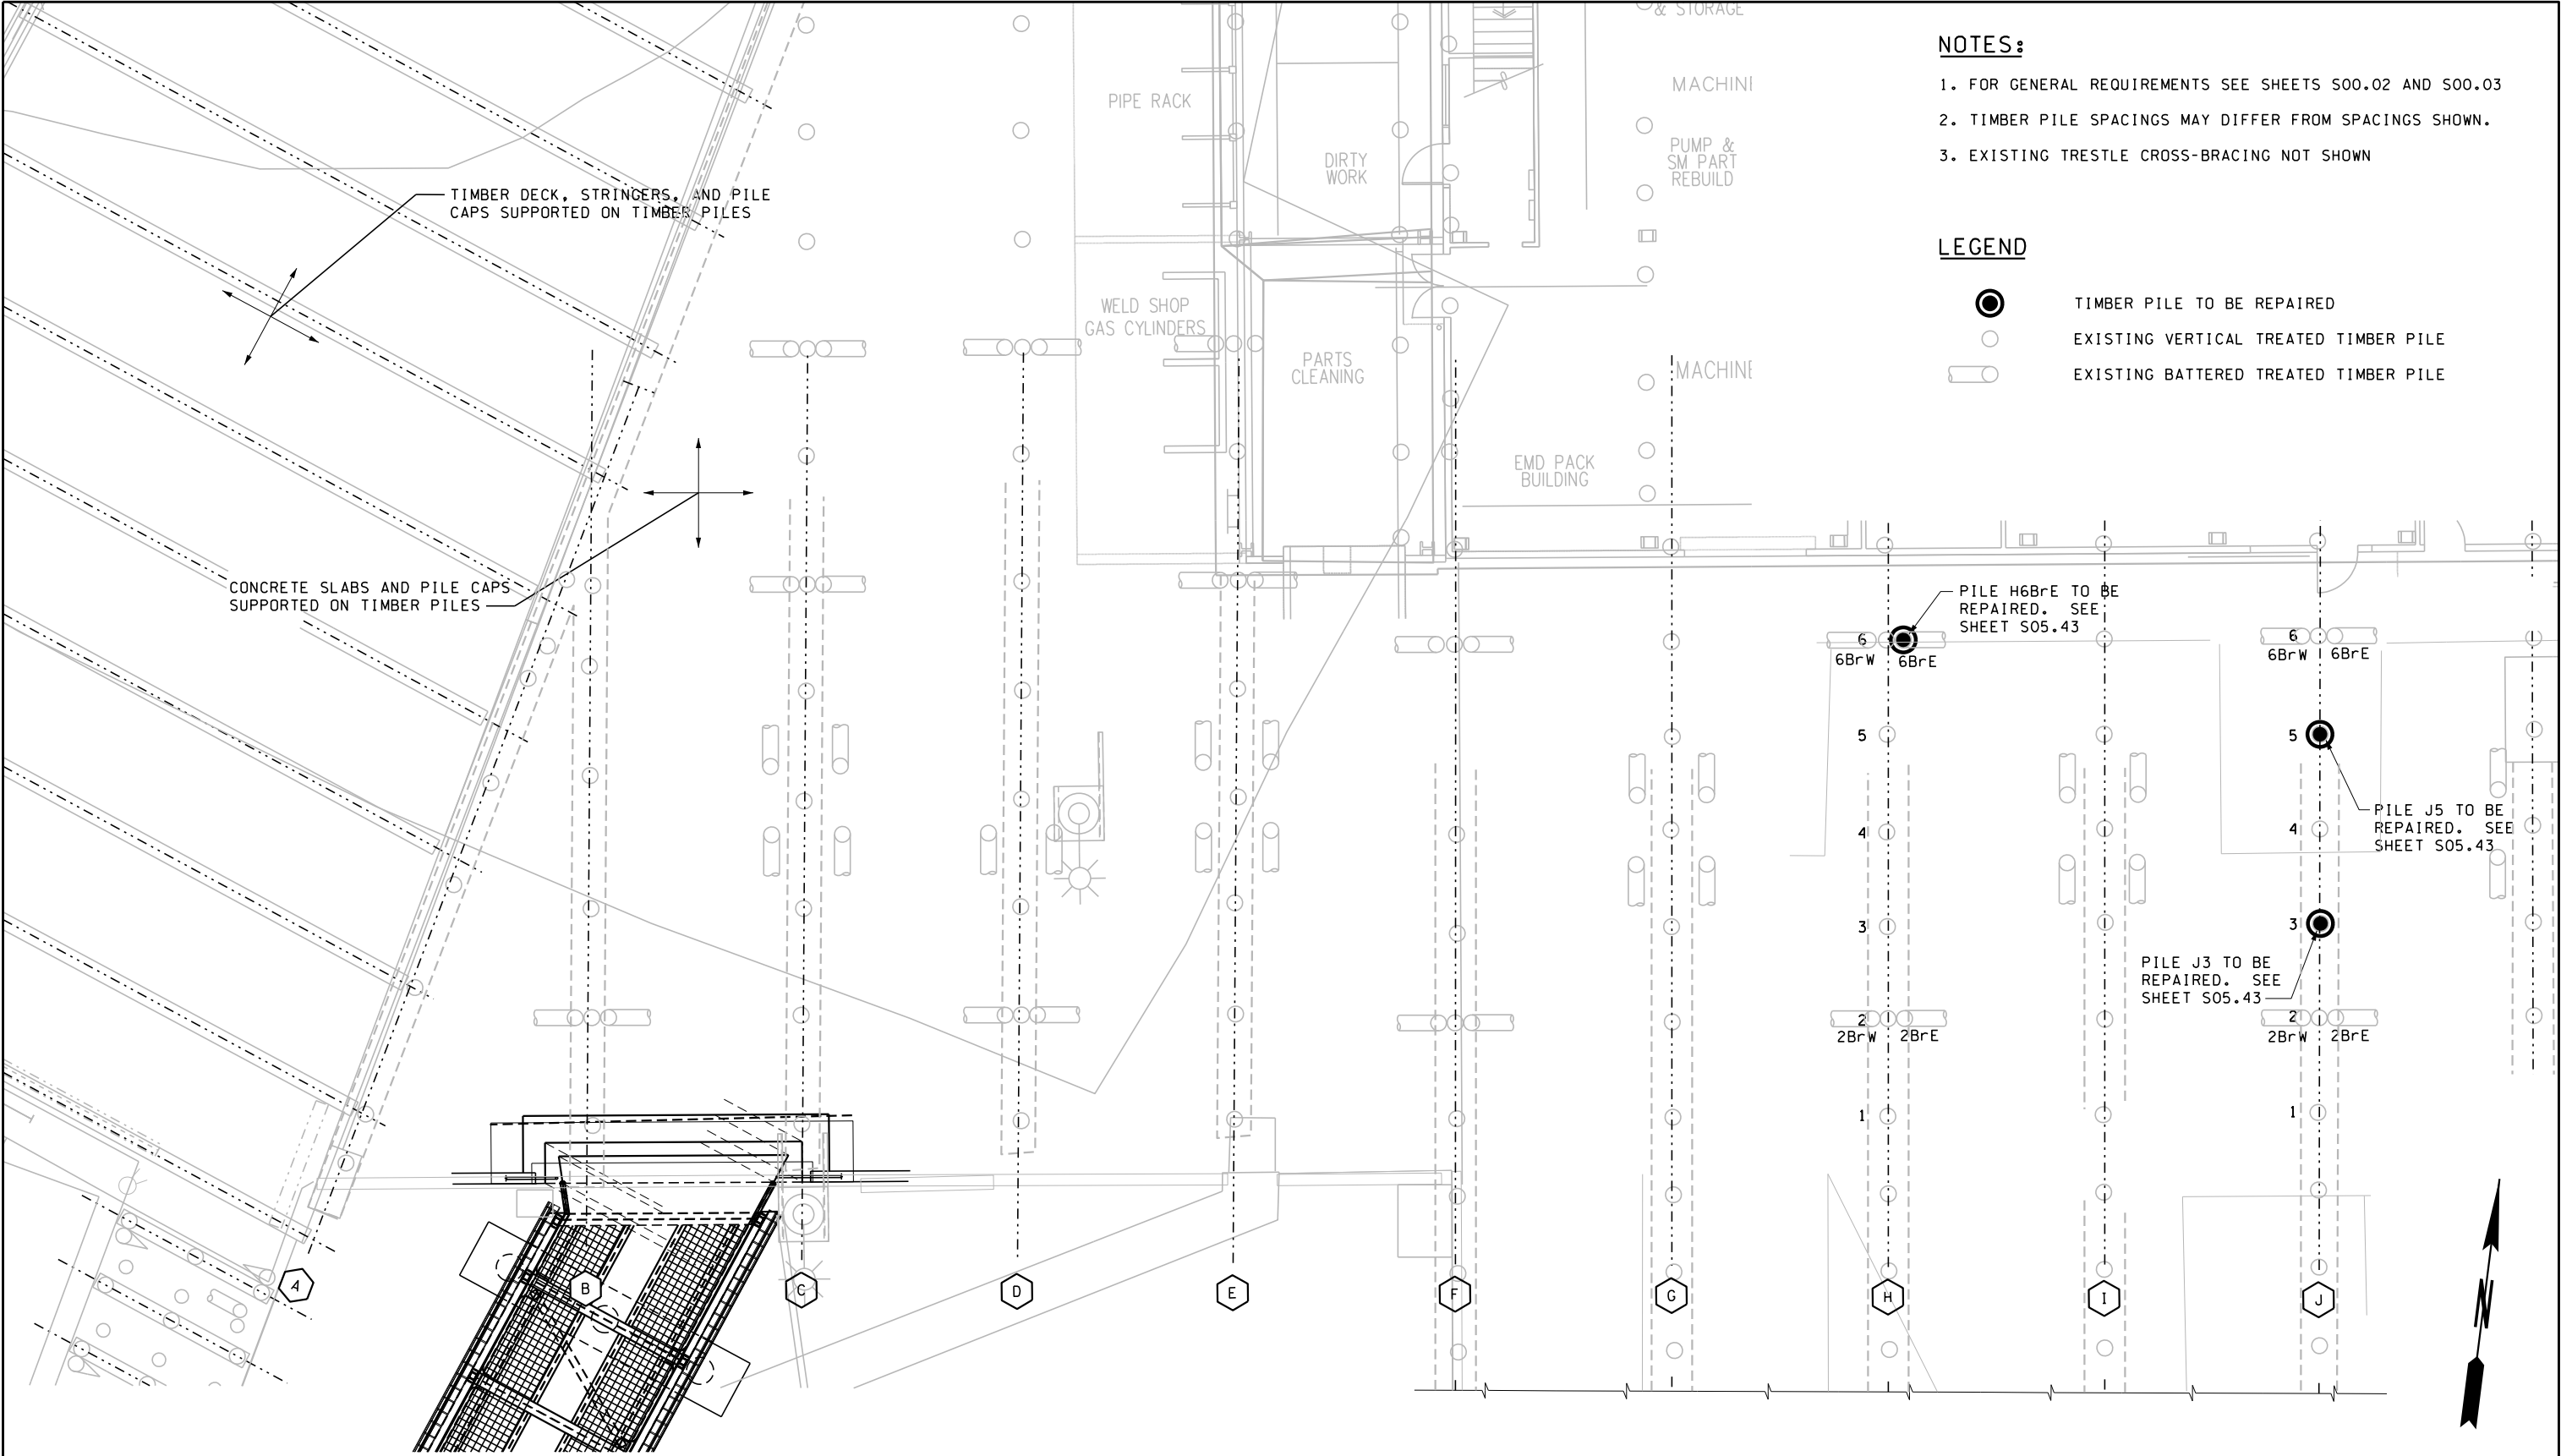 & STORAGE
NOTES:
1. FOR GENERAL REQUIREMENTS SEE SHEETS S00.02 AND S00.03
2. TIMBER PILE SPACINGS MAY DIFFER FROM SPACINGS SHOWN.
3. EXISTING TRESTLE CROSS-BRACING NOT SHOWN
LEGEND
TIMBER PILE TO BE REPAIRED
EXISTING VERTICAL TREATED TIMBER PILE
EXISTING BATTERED TREATED TIMBER PILE
PIPE RACK
DIRTY
WORK
MACHINE
PUMP &
SM PART
REBUILD
TIMBER DECK, STRINGERS, AND PILE
CAPS SUPPORTED ON TIMBER PILES
WELD SHOP
GAS CYLINDERS
PARTS
CLEANING
MACHINE
EMD PACK
BUILDING
CONCRETE SLABS AND PILE CAPS
SUPPORTED ON TIMBER PILES
PILE H6BrE TO BE
REPAIRED. SEE
SHEET S05.43
6
6BrW 6BrE
5
4
3
2
2BrW 2BrE
1
6
6BrW 6BrE
5
PILE J5 TO BE
REPAIRED. SEE
SHEET S05.43
4
3
PILE J3 TO BE
REPAIRED. SEE
SHEET S05.43
2
2BrW 2BrE
1
A
B
C
D
E
F
G
H
I
J
N